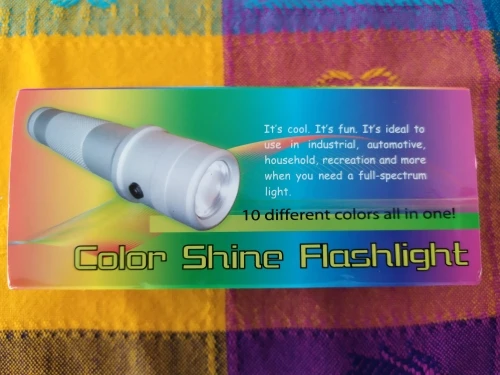 It's cool. It's fun. It's ideal to
use in industrial, automotive,
household, recreation and more
when you need a full-spectrum
light.
10 different colors all in one!
Color Shine Flashlight